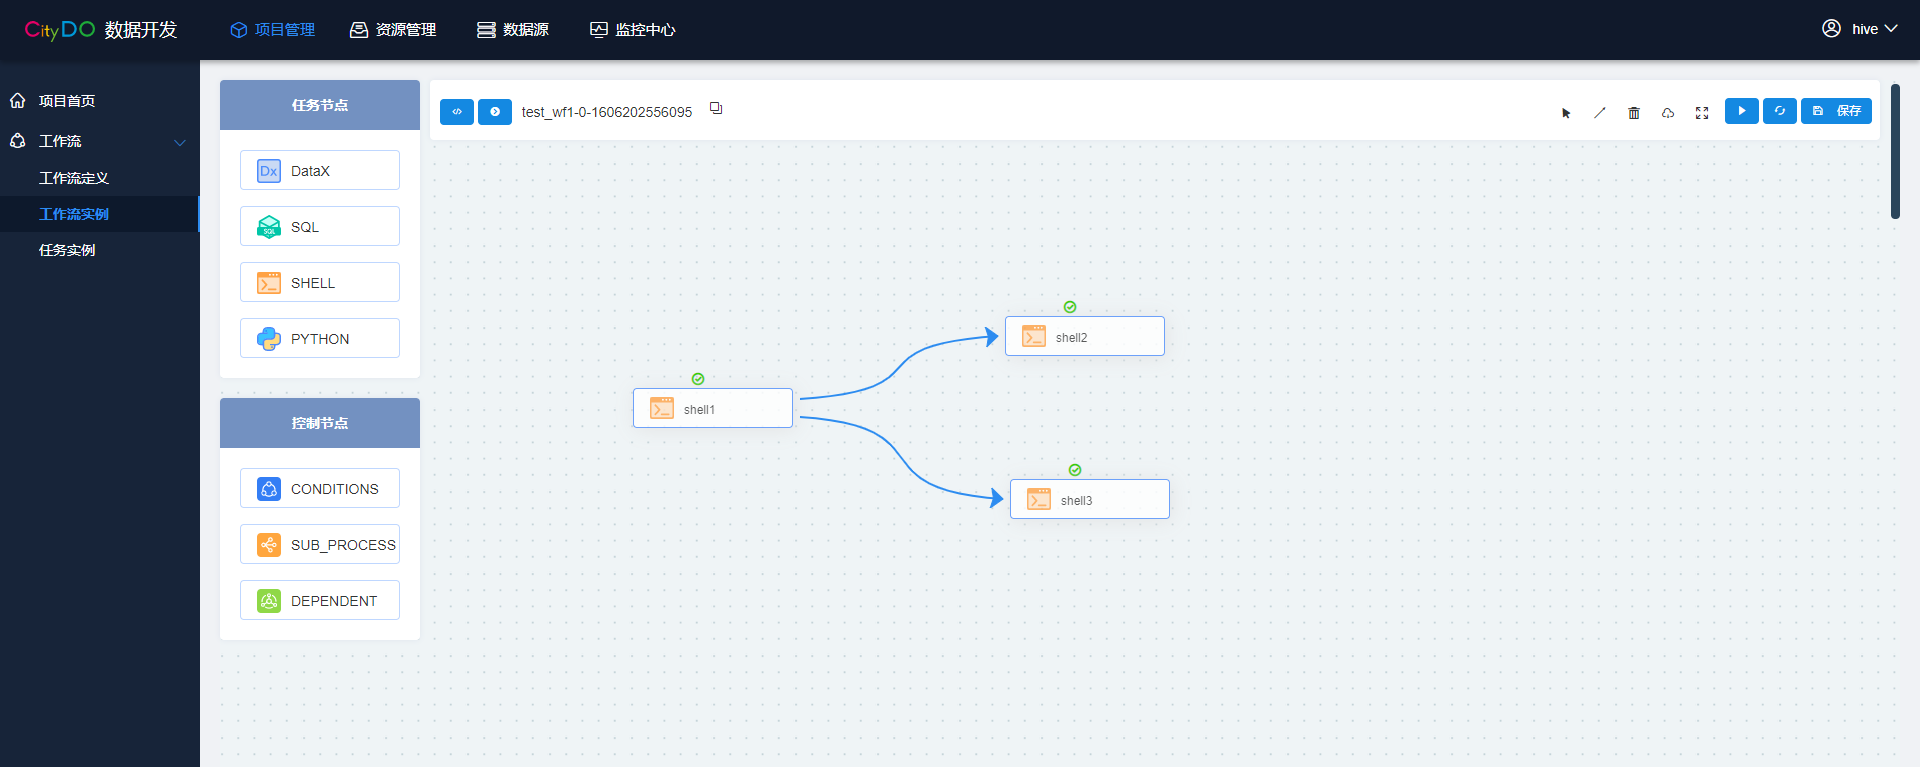 CityDO 数据开发
项目管理
资源管理
数据源
监控中心
hive
项目首页
工作流
工作流定义
工作流实例
任务实例
任务节点
Dx DataX
SQL SQL
SHELL
PYTHON
控制节点
CONDITIONS
SUB_PROCESS
DEPENDENT
test_wf1-0-1606202556095
保存
shell1
shell2
shell3